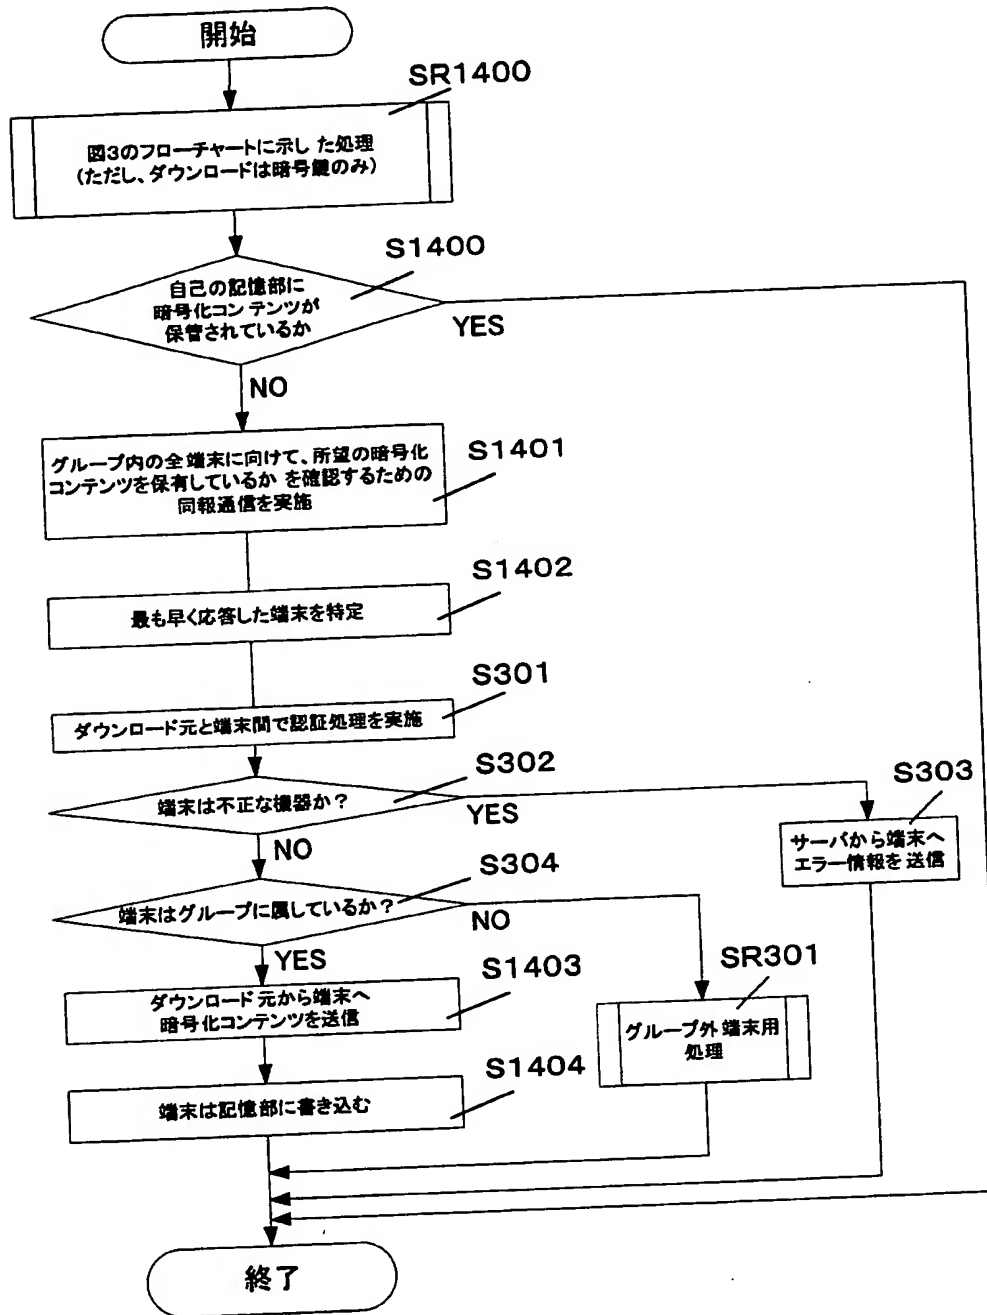 開始
SR1400
図3のフローチャートに示した処理
(ただし、ダウンロードは暗号鍵のみ)
S1400
自己の記憶部に
暗号化コンテンツが
保管されているか
YES
NO
S1401
グループ内の全端末に向けて、所望の暗号化
コンテンツを保有しているかを確認するための
同報通信を実施
S1402
最も早く応答した端末を特定
S301
ダウンロード元と端末間で認証処理を実施
S302
端末は不正な機器か?
YES
S303
サーバから端末へ
エラー情報を送信
NO
S304
端末はグループに属しているか?
NO
YES
SR301
グループ外端末用
処理
S1403
ダウンロード元から端末へ
暗号化コンテンツを送信
S1404
端末は記憶部に書き込む
終了